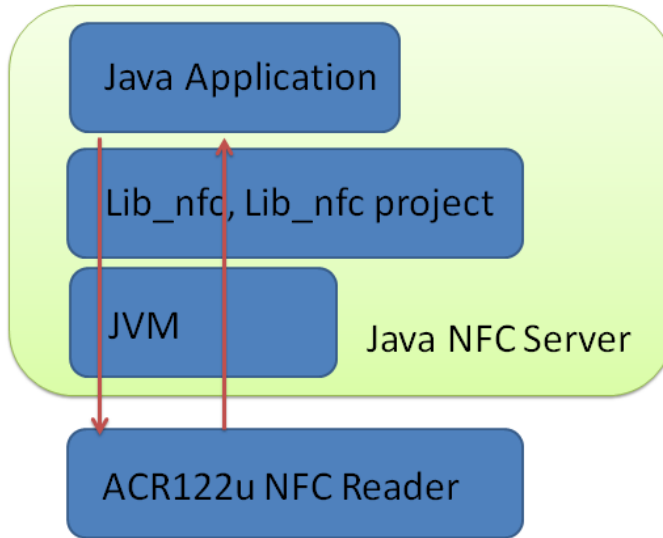 Java Application
Lib_nfc, Lib_nfc project
JVM
Java NFC Server
ACR122u NFC Reader